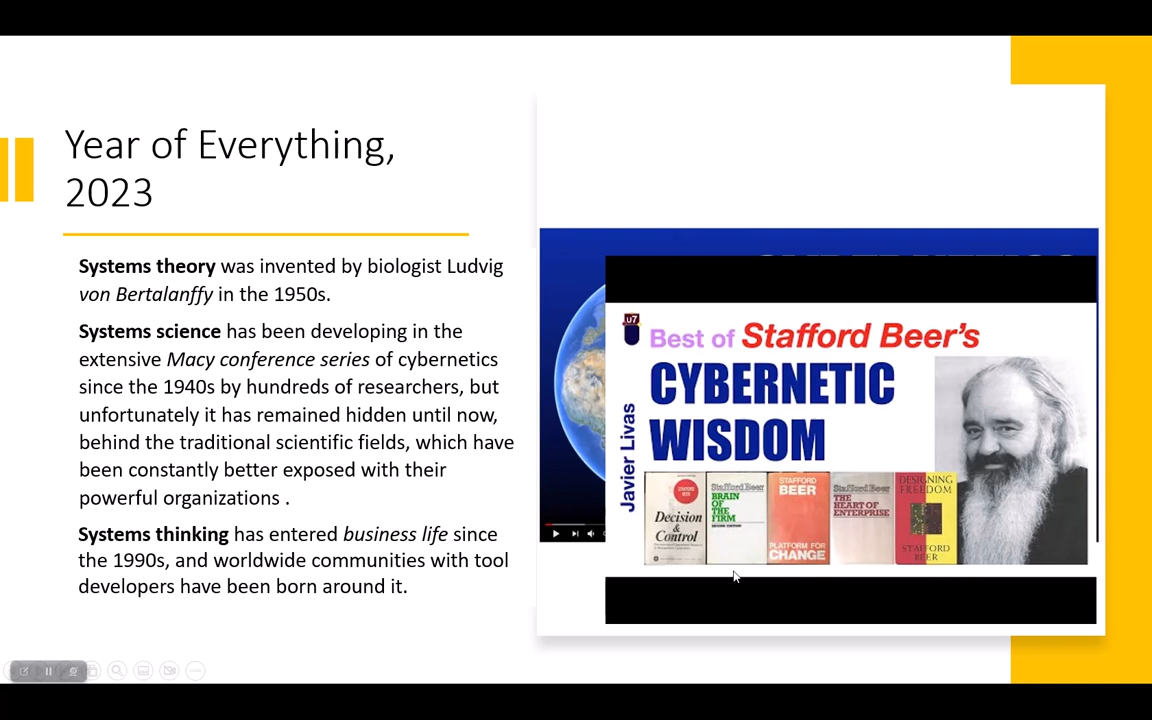 Year of Everything,
2023
Systems theory was invented by biologist Ludvig
von Bertalanffy in the 1950s.
Systems science has been developing in the
extensive Macy conference series of cybernetics
since the 1940s by hundreds of researchers, but
unfortunately it has remained hidden until now,
behind the traditional scientific fields, which have
been constantly better exposed with their
powerful organizations .
Systems thinking has entered business life since
the 1990s, and worldwide communities with tool
developers have been born around it.
u7
Best of Stafford Beer's
CYBERNETIC
WISDOM
Javier Livas
Decision
&
Control
STAFFORD
BEER
Stafford Beer
BRAIN
OF
THE
FIRM
SECOND EDITION
STAFFORD
BEER
PLATFORM FOR
CHANGE
Stafford Beer
THE
HEART OF
ENTERPRISE
DESIGNING
FREEDOM
STAFFORD
BEER